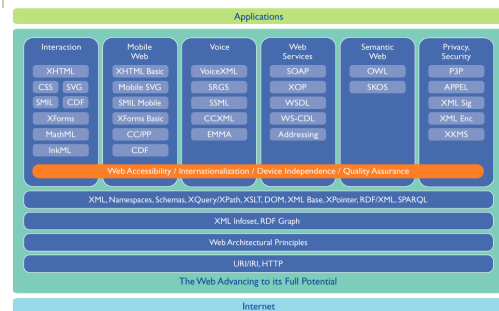 Applications
Interaction
XHTML
CSS SVG
SMIL CDF
XForms
MathML
InkML
Mobile
Web
XHTML Basic
Mobile SVG
SMIL Mobile
XForms Basic
CC/PP
CDF
Voice
VoiceXML
SRGS
SSML
CCXML
EMMA
Web
Services
SOAP
XOP
WSDL
WS-CDL
Addressing
Semantic
Web
OWL
SKOS
Privacy,
Security
P3P
APPEL
XML Sig
XML Enc
XKMS
Web Accessibility / Internationalization / Device Independence / Quality Assurance
XML, Namespaces, Schemas, XQuery/XPath, XSLT, DOM, XML Base, XPointer, RDF/XML, SPARQL
XML Infoset, RDF Graph
Web Architectural Principles
URI/IRI, HTTP
The Web Advancing to its Full Potential
Internet